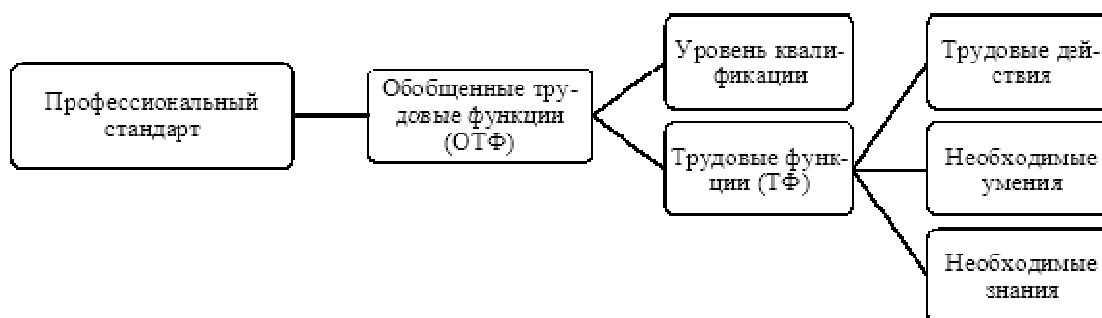 Профессиональный
стандарт
Обобщенные тру-
довые функции
(ОТФ)
Уровень квали-
фикации
Трудовые функ-
ции (ТФ)
Трудовые дей-
ствия
Необходимые
умения
Необходимые
знания